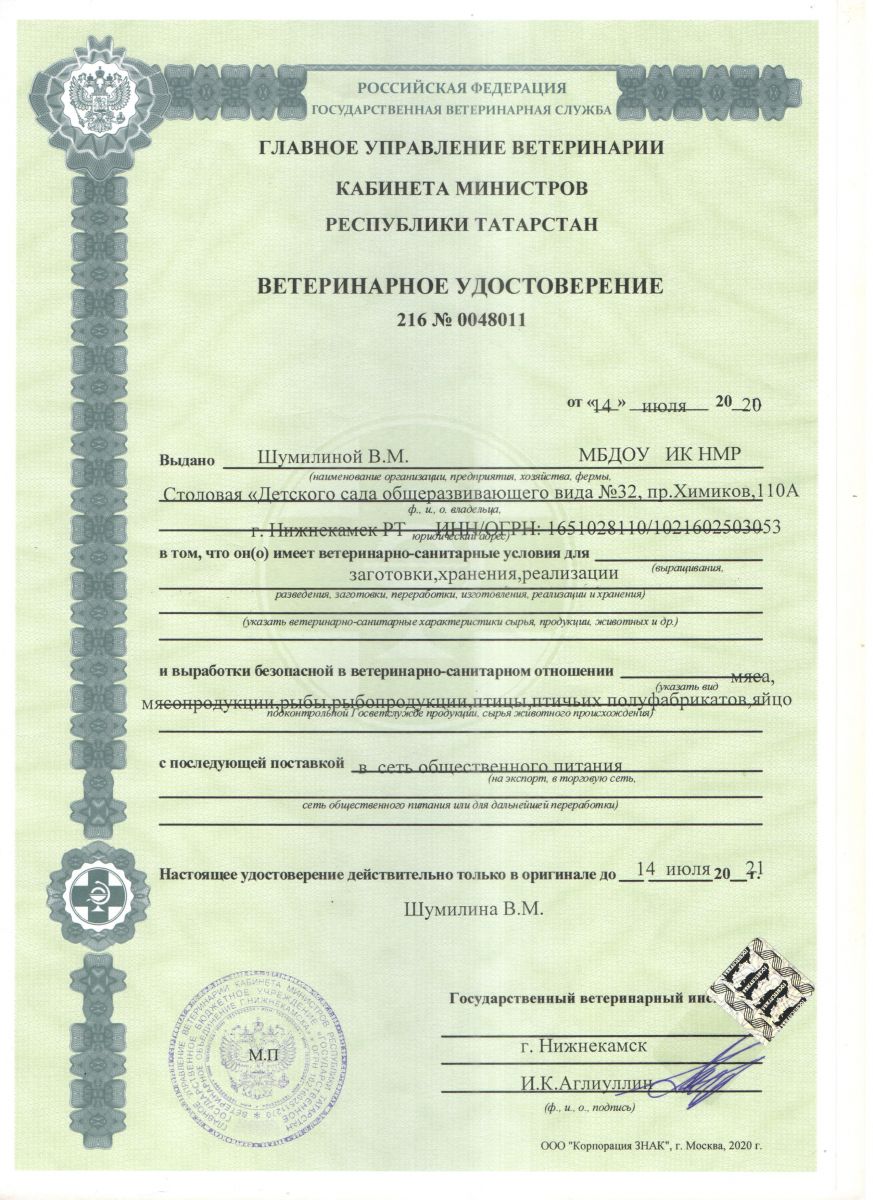 РОССИЙСКАЯ ФЕДЕРАЦИЯ
ГОСУДАРСТВЕННАЯ ВЕТЕРИНАРНАЯ СЛУЖБА
ГЛАВНОЕ УПРАВЛЕНИЕ ВЕТЕРИНАРИИ
КАБИНЕТА МИНИСТРОВ
РЕСПУБЛИКИ ТАТАРСТАН
ВЕТЕРИНАРНОЕ УДОСТОВЕРЕНИЕ
216 № 0048011
от «14» июля 2020
Выдано Шумилиной В.М. МБДОУ ИК НМР
(наименование организации, предприятия, хозяйства, фермы,
Столовая «Детского сада общеразвивающего вида №32, пр.Химиков,110А
ф., и., о. владельца,
г. Нижнекамск РТ ИНН/ОГРН: 1651028110/1021602503053
юридический адрес)
в том, что он(о) имеет ветеринарно-санитарные условия для
(выращивания,
заготовки,хранения,реализации
разведения, заготовки, переработки, изготовления, реализации и хранения)
(указать ветеринарно-санитарные характеристики сырья, продукции, животных и др.)
и выработки безопасной в ветеринарно-санитарном отношении мяса,
(указать вид
мясопродукции,рыбы,рыбопродукции,птицы,птичьих полуфабрикатов,яйцо
подконтрольной Госветслужбе продукции, сырья животного происхождения)
с последующей поставкой в сеть общественного питания
(на экспорт, в торговую сеть,
сеть общественного питания или для дальнейшей переработки)
Настоящее удостоверение действительно только в оригинале до 14 июля 2021 г.
Шумилина В.М.
Государственный ветеринарный инс
г. Нижнекамск
М.П
И.К.Аглиуллин
(ф., и., о., подпись)
ООО "Корпорация ЗНАК", г. Москва, 2020 г.